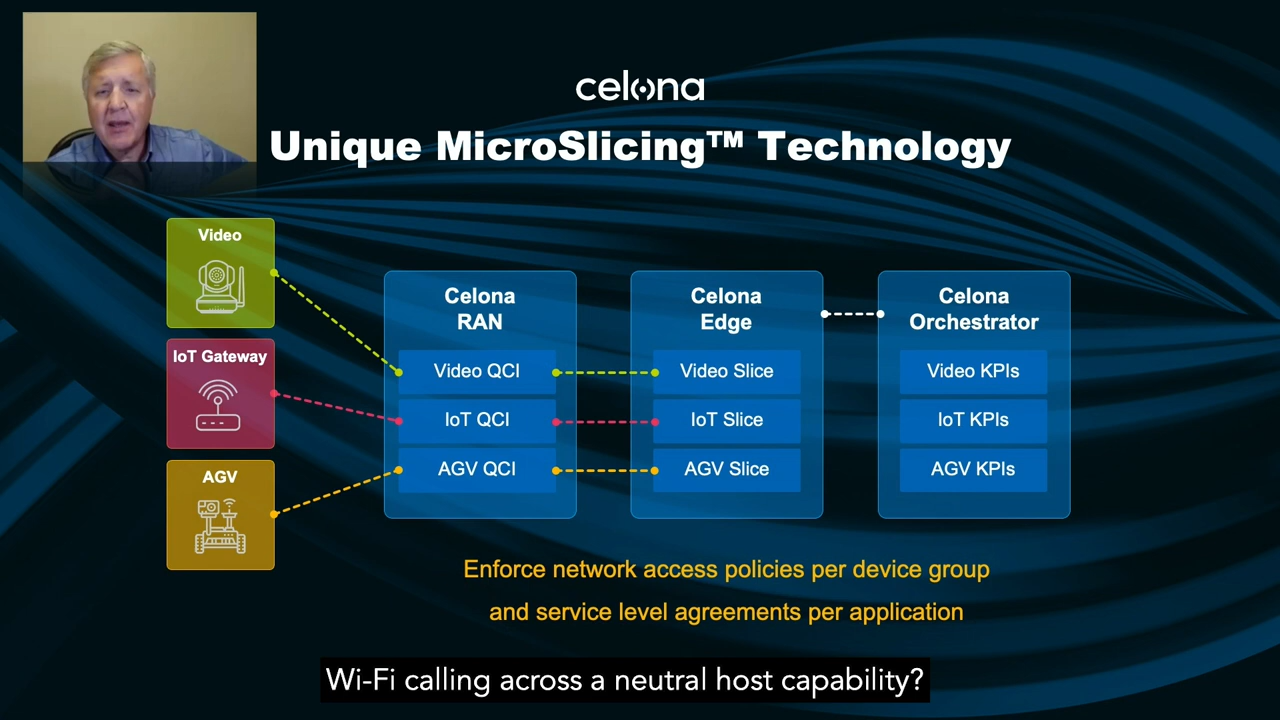 celona
Unique MicroSlicing™ Technology
Video
IoT Gateway
AGV
Celona
RAN
Video QCI
IoT QCI
AGV QCI
Celona
Edge
Video Slice
IoT Slice
AGV Slice
Celona
Orchestrator
Video KPIs
IoT KPIs
AGV KPIs
Enforce network access policies per device group
and service level agreements per application
Wi-Fi calling across a neutral host capability?